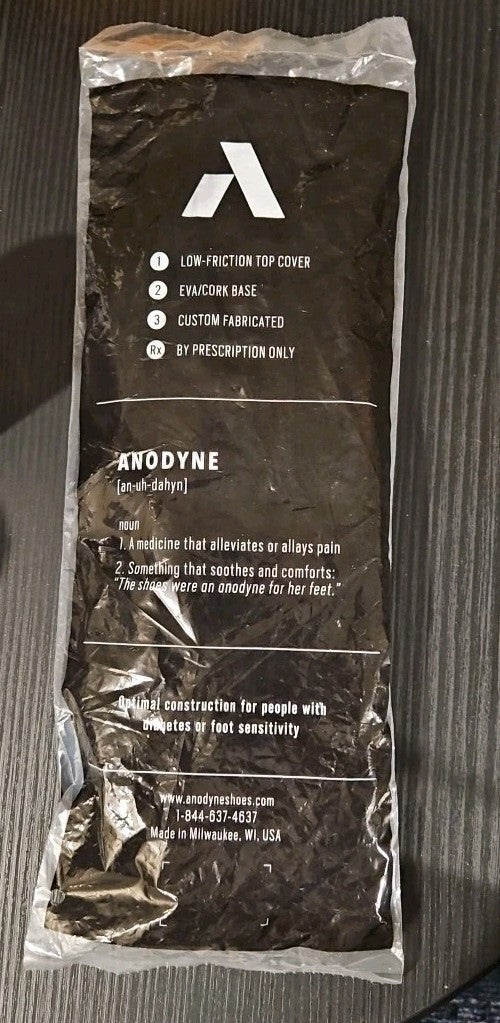 1 LOW-FRICTION TOP COVER
2 EVA/CORK BASE
3 CUSTOM FABRICATED
Rx BY PRESCRIPTION ONLY
ANODYNE
[an-uh-dahyn]
noun
1. A medicine that alleviates or allays pain
2. Something that soothes and comforts:
"The shoes were an anodyne for her feet."
Optimal construction for people with
diabetes or foot sensitivity
www.anodyneshoes.com
1-844-637-4637
Made in Milwaukee, WI, USA